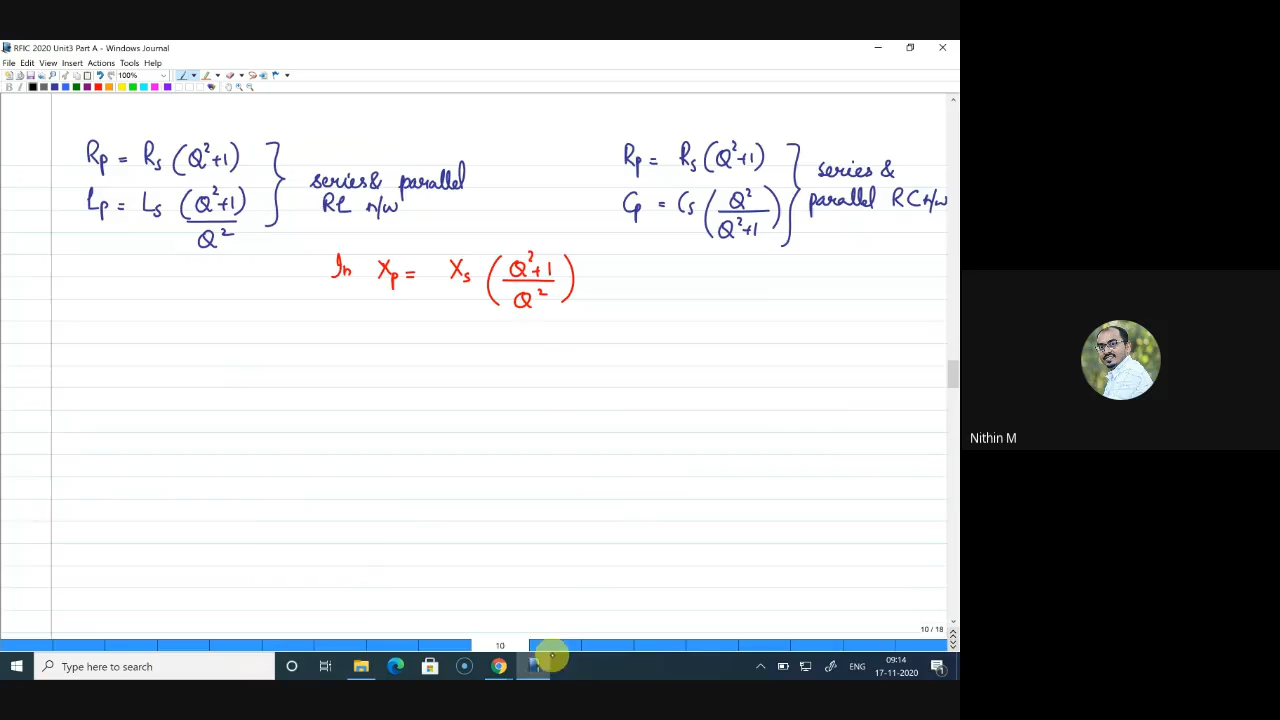 RFIC 2020 Unit3 Part A - Windows Journal
File Edit View Insert Actions Tools Help
100%
B I
Rp = Rs (Q²+1)
Lp = Ls (Q²+1)/Q²
series & parallel
RL n/w
Rp = Rs (Q²+1)
Cp = Cs (Q²/(Q²+1))
series &
parallel RC n/w
In Xp = Xs ((Q²+1)/Q²)
Nithin M
10 / 18
10
Type here to search
ENG
09:14
17-11-2020
1